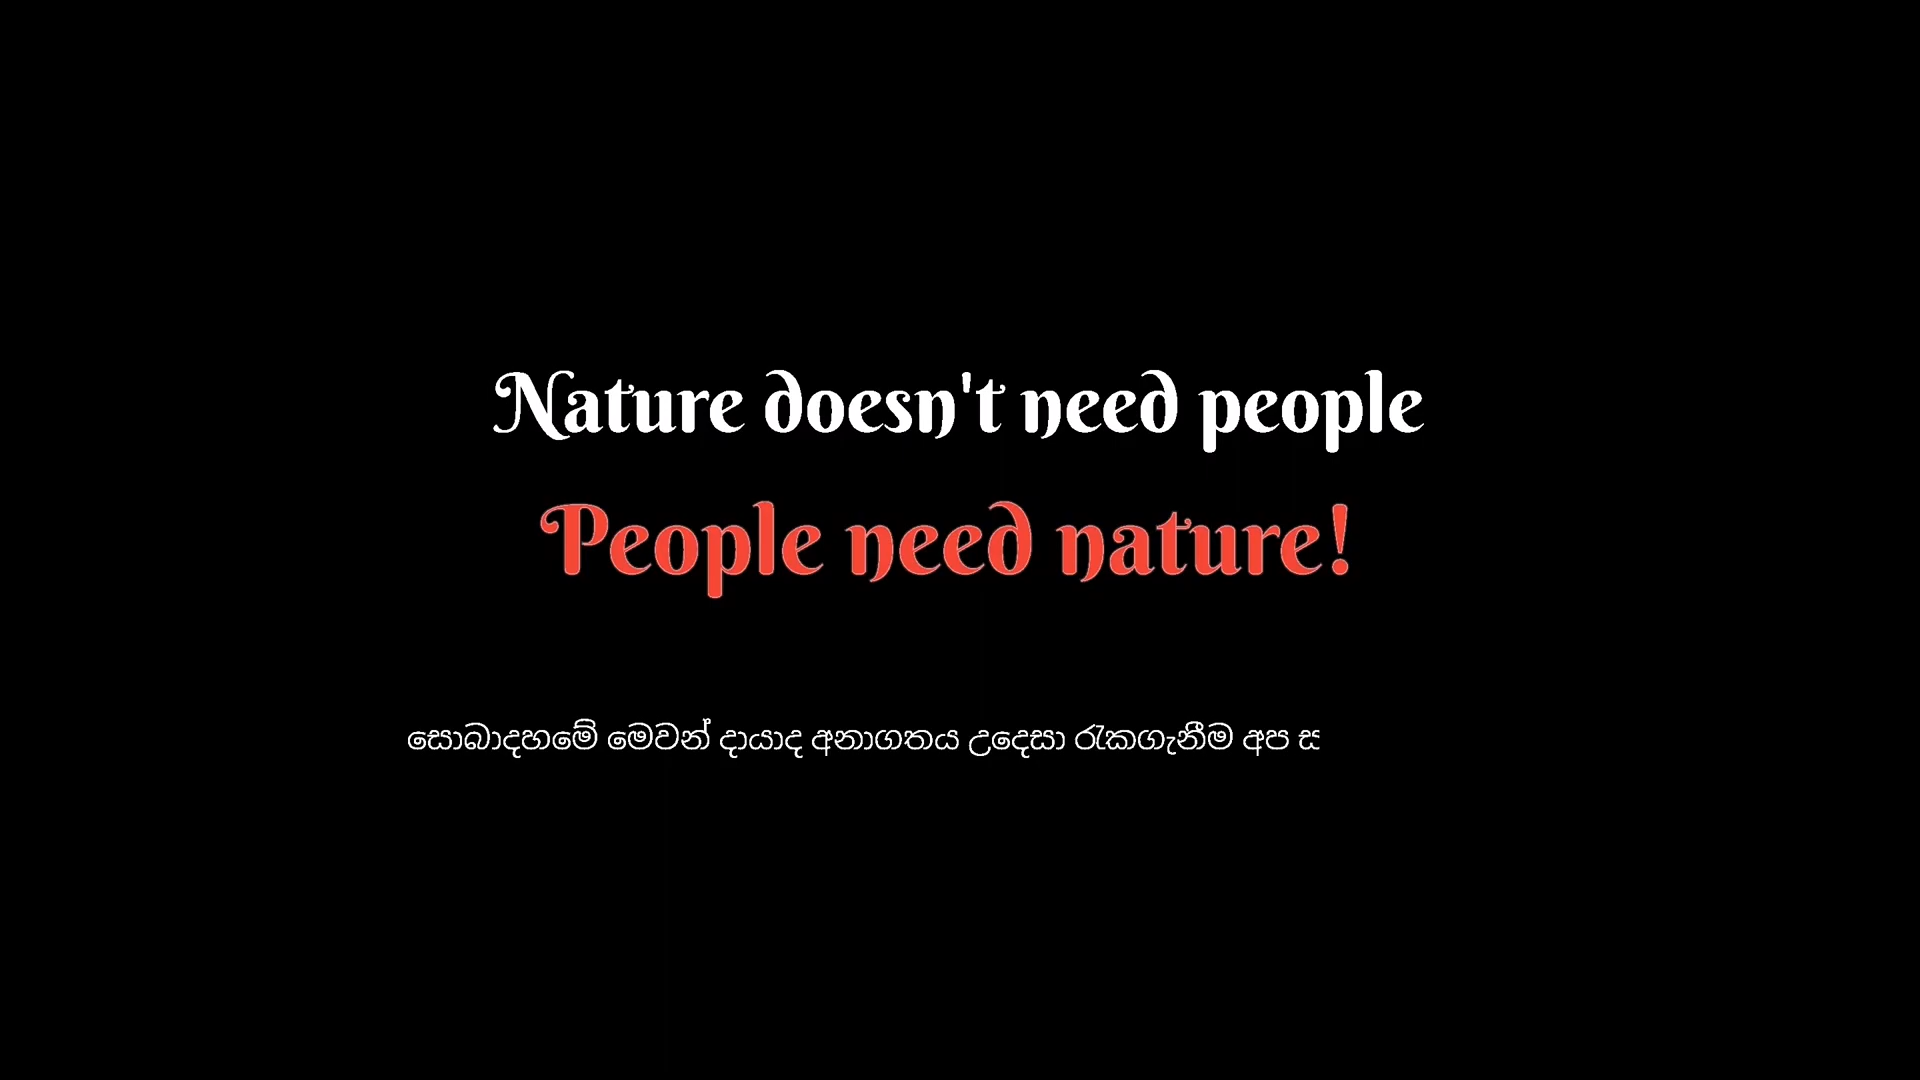 Nature doesn't need people
People need nature!
සොබාදහමේ මෙවන් දායාද අනාගතය උදෙසා රැකගැනීම අප ස